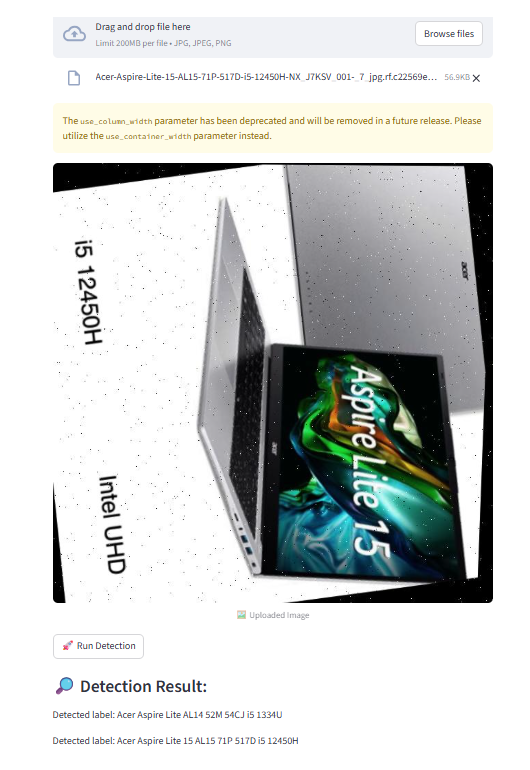 Drag and drop file here
Limit 200MB per file • JPG, JPEG, PNG
Browse files
Acer-Aspire-Lite-15-AL15-71P-517D-i5-12450H-NX_J7KSV_001-_7_jpg.rf.c22569e...
56.9KB
The use_column_width parameter has been deprecated and will be removed in a future release. Please
utilize the use_container_width parameter instead.
i5 12450H
Intel UHD
acer
acer
Aspire Lite 15
Uploaded Image
Run Detection
Detection Result:
Detected label: Acer Aspire Lite AL14 52M 54CJ i5 1334U
Detected label: Acer Aspire Lite 15 AL15 71P 517D i5 12450H